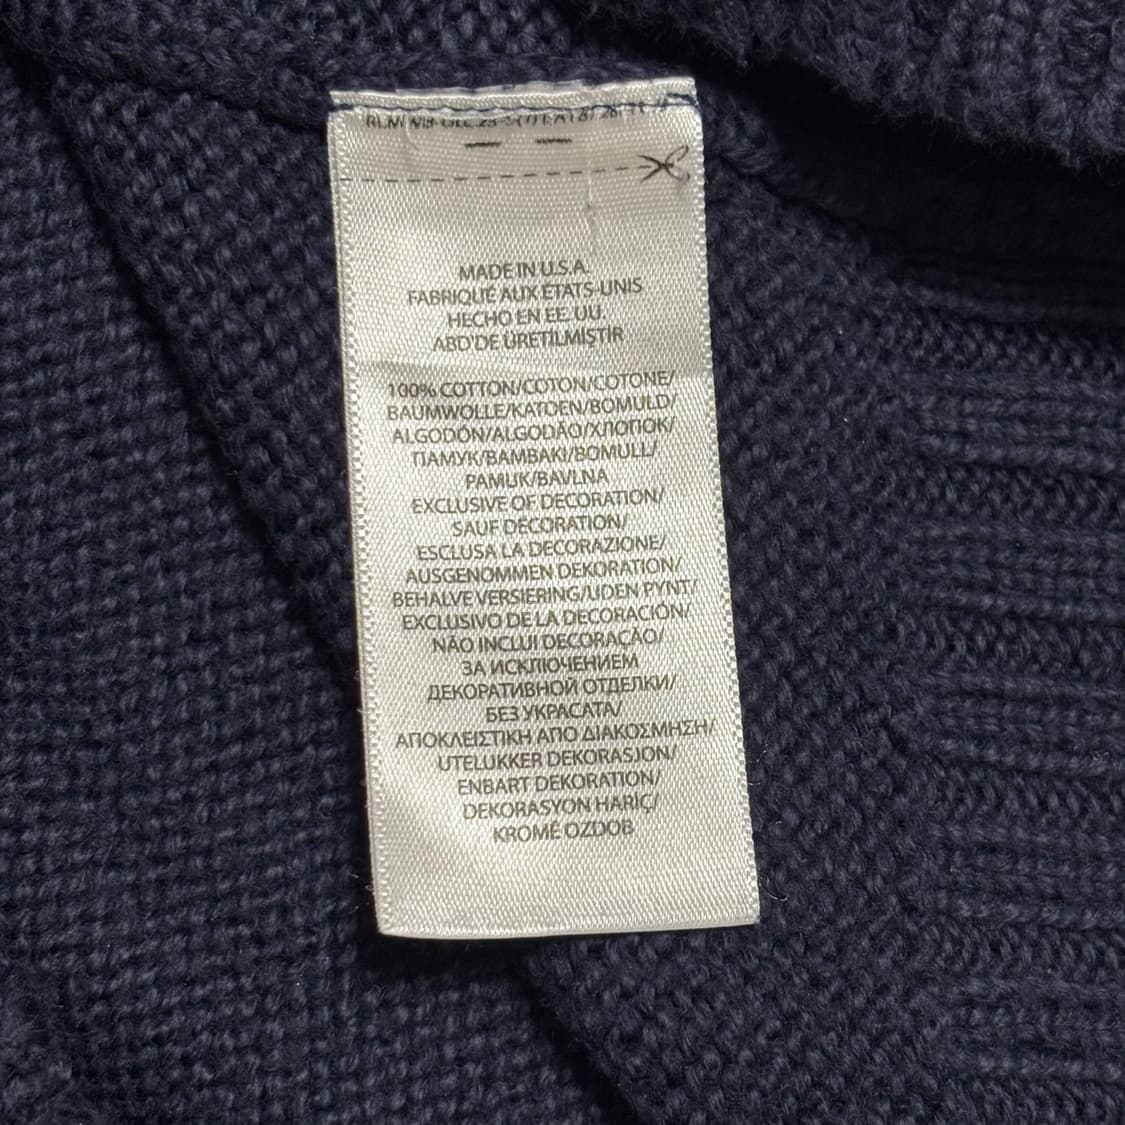 MADE IN U.S.A.
FABRIQUÉ AUX ETATS-UNIS
HECHO EN EE. UU.
ABD'DE ÜRETILMIŞTIR
100% COTTON/COTON/COTONE/
BAUMWOLLE/KATOEN/BOMULD/
ALGODÓN/ALGODÃO/ХЛОПОК/
ПАМУК/ΒΑΜΒΑΚΙ/BOMULL/
PAMUK/BAVLNA
EXCLUSIVE OF DECORATION/
SAUF DÉCORATION/
ESCLUSA LA DECORAZIONE/
AUSGENOMMEN DEKORATION/
BEHALVE VERSIERING/UDEN PYNT/
EXCLUSIVO DE LA DECORACIÓN/
NÃO INCLUI DECORAÇÃO/
ЗА ИСКЛЮЧЕНИЕМ
ДЕКОРАТИВНОЙ ОТДЕЛКИ/
БЕЗ УКРАСАТА/
ΑΠΟΚΛΕΙΣΤΙΚΗ ΑΠΟ ΔΙΑΚΟΣΜΗΣΗ/
UTELUKKER DEKORASJON/
ENBART DEKORATION/
DEKORASYON HARIÇ/
KROMĚ OZDOB